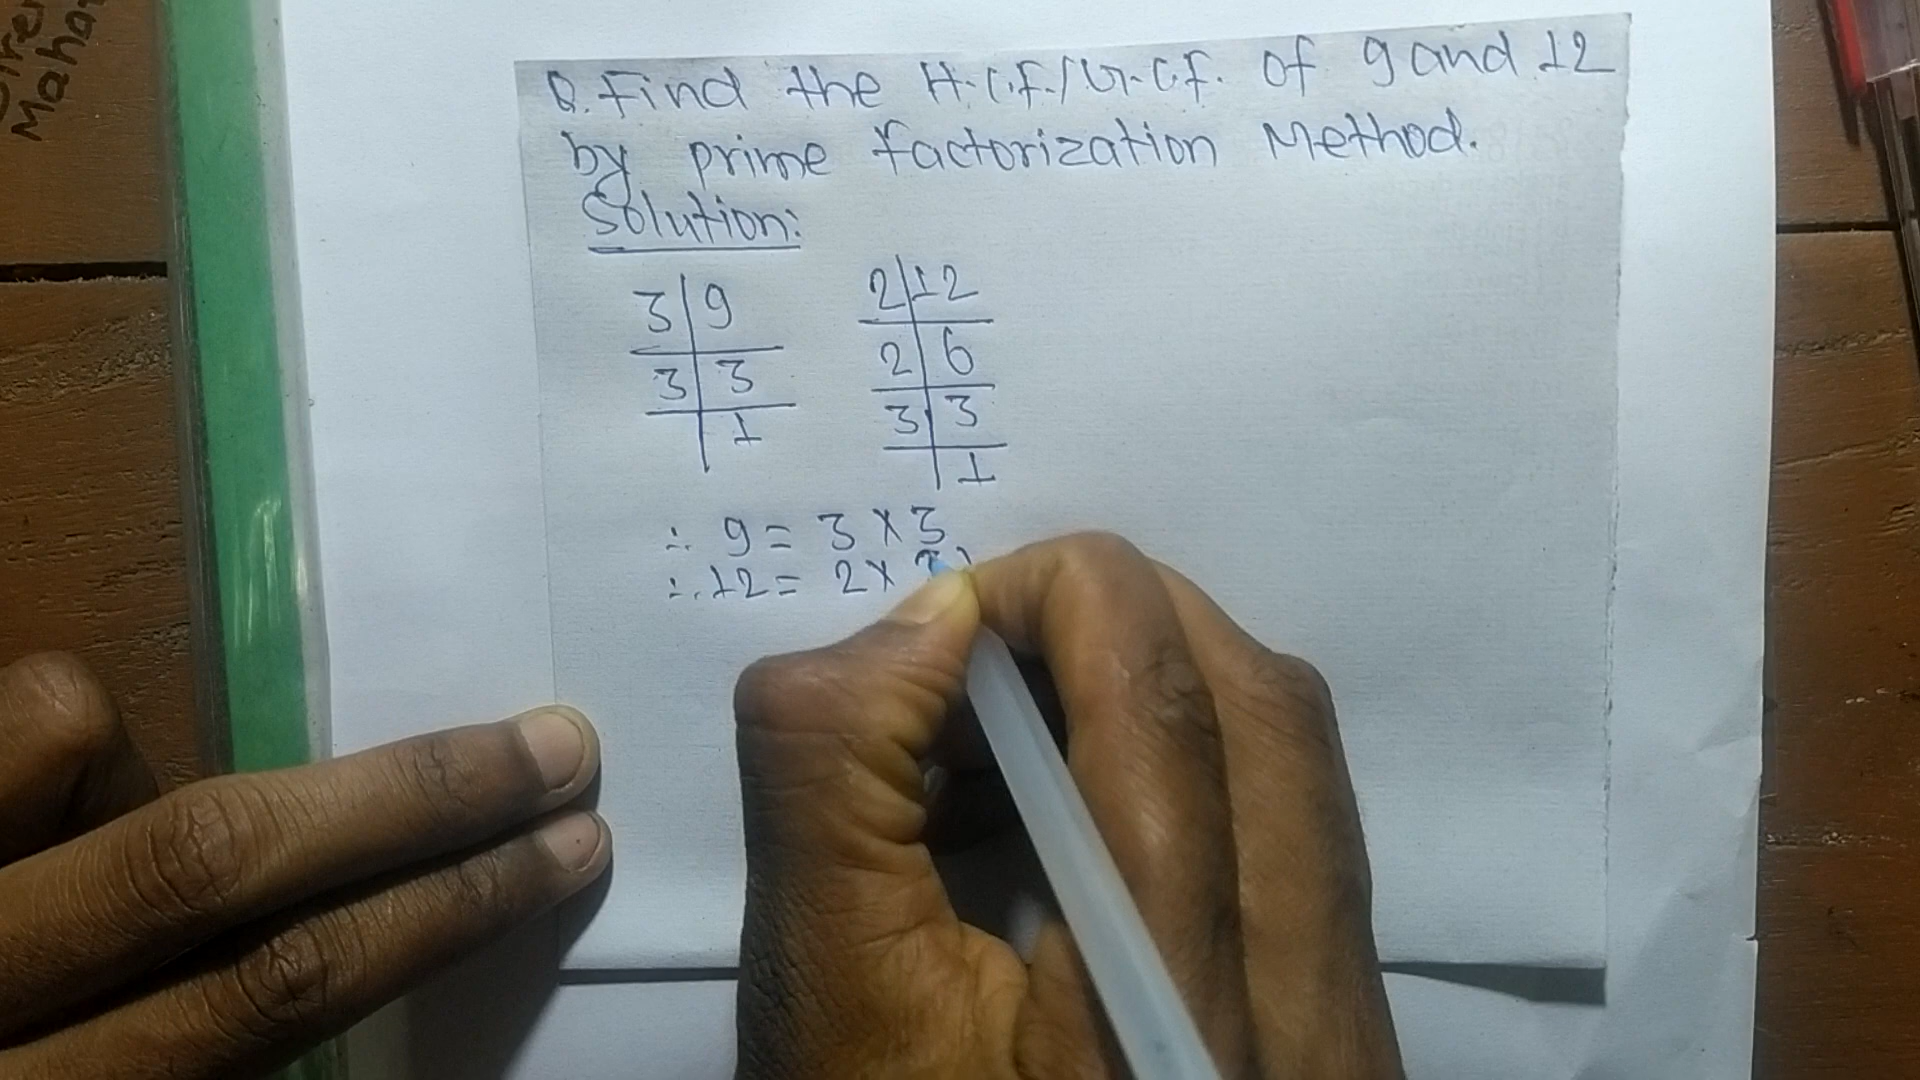 Q. Find the H.C.F./G.C.F. of 9 and 12
by prime factorization Method.
Solution:
3 9
3 3
1
2 12
2 6
3 3
1
∴ 9 = 3 × 3
∴ 12 = 2 ×